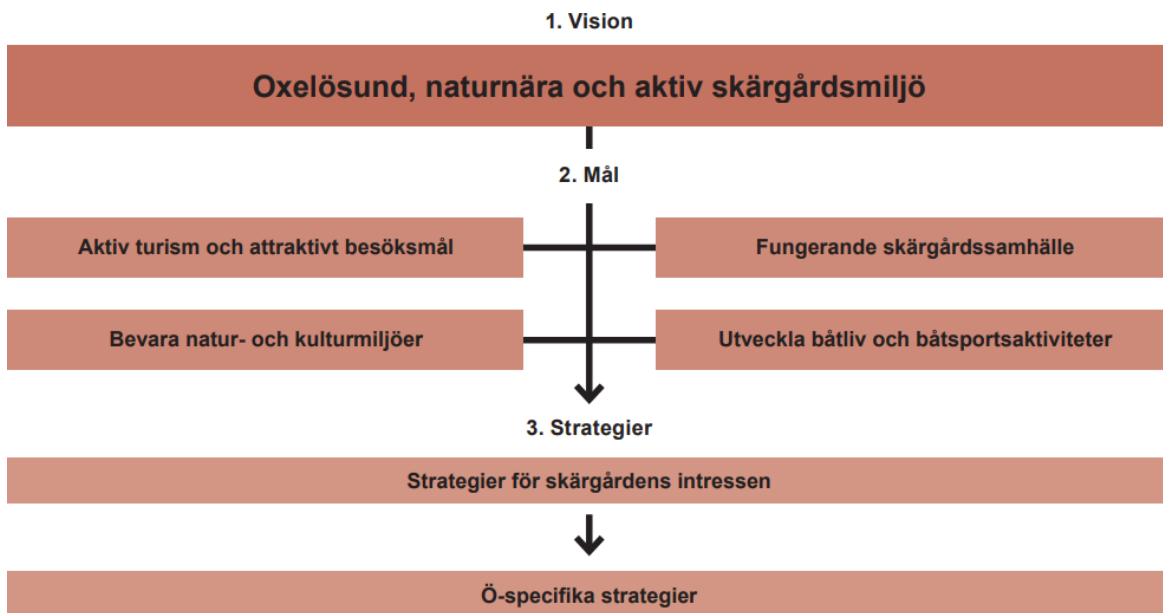 1. Vision
Oxelösund, naturnära och aktiv skärgårdsmiljö
2. Mål
Aktiv turism och attraktivt besöksmål
Fungerande skärgårdssamhälle
Bevara natur- och kulturmiljöer
Utveckla båtliv och båtsportsaktiviteter
3. Strategier
Strategier för skärgårdens intressen
Ö-specifika strategier